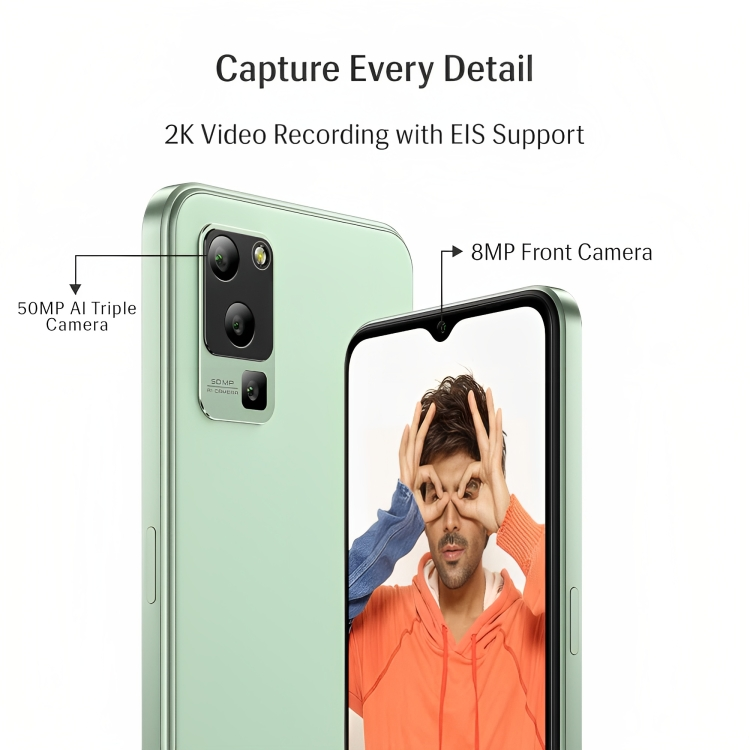 Capture Every Detail
2K Video Recording with EIS Support
8MP Front Camera
50MP AI Triple
Camera
50MP
AI CAMERA